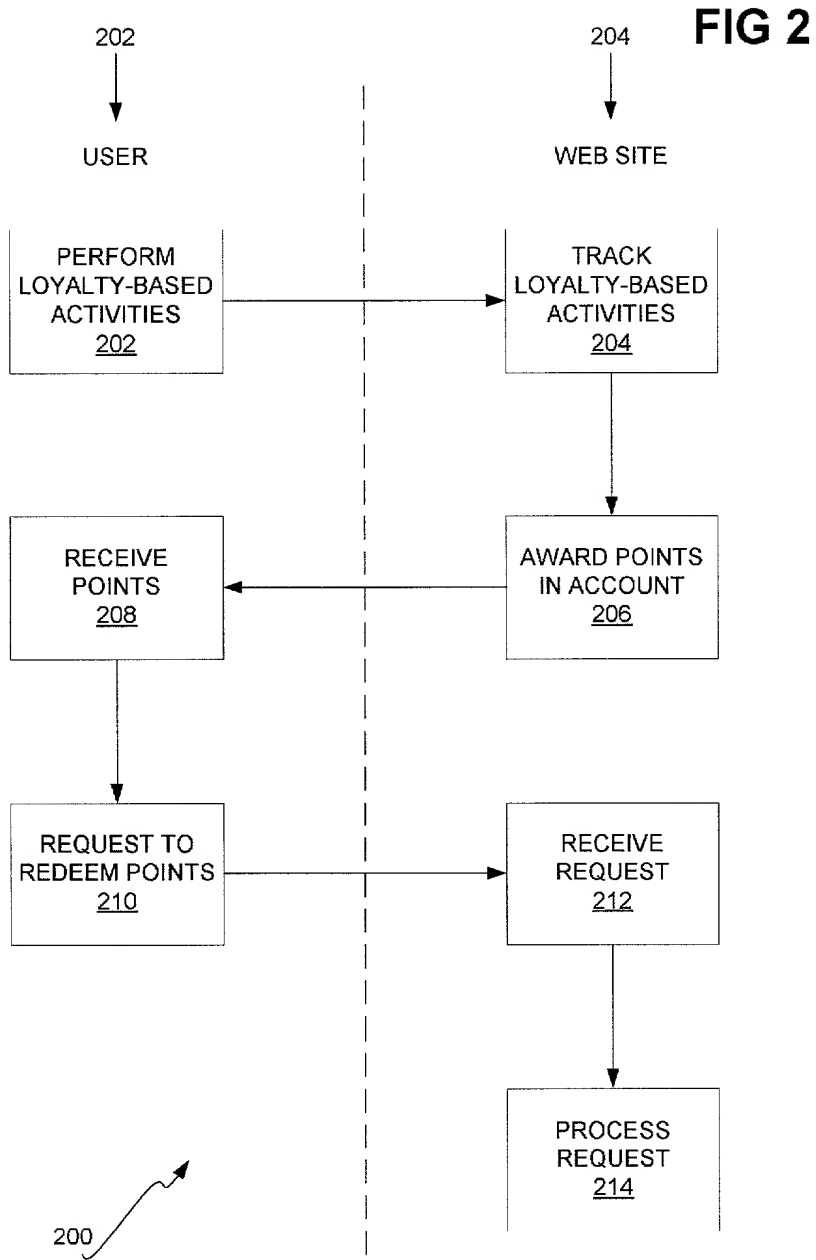 FIG 2
202
204
USER
WEB SITE
PERFORM
LOYALTY-BASED
ACTIVITIES
202
TRACK
LOYALTY-BASED
ACTIVITIES
204
RECEIVE
POINTS
208
AWARD POINTS
IN ACCOUNT
206
REQUEST TO
REDEEM POINTS
210
RECEIVE
REQUEST
212
PROCESS
REQUEST
214
200